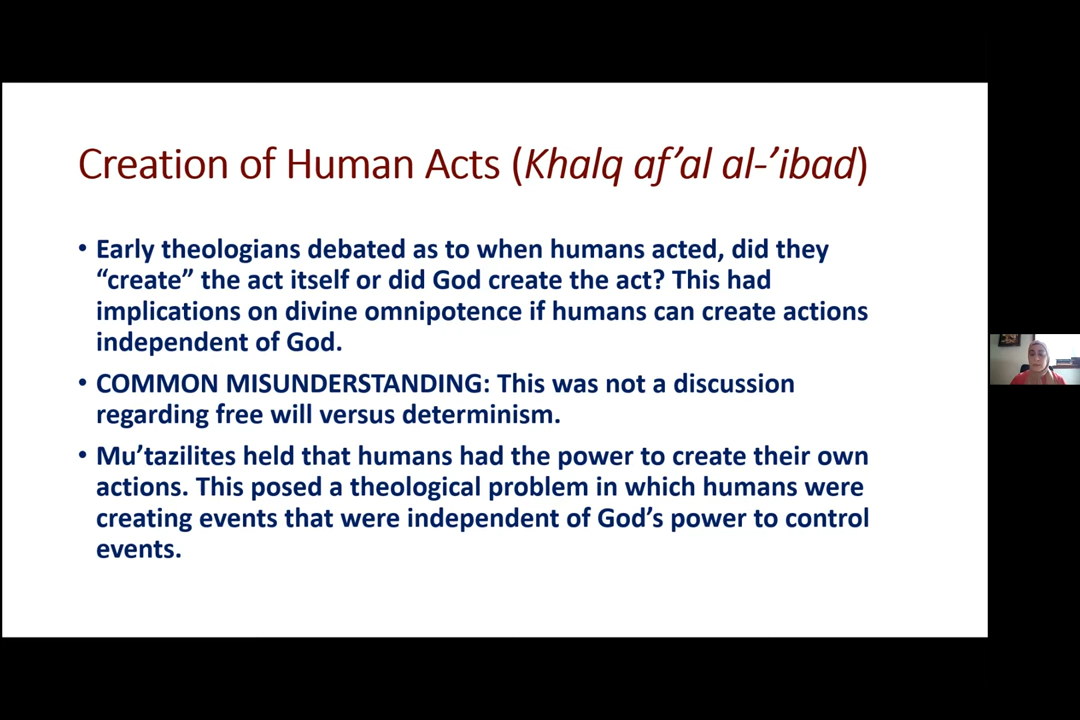 Creation of Human Acts (Khalq af’al al-’ibad)
• Early theologians debated as to when humans acted, did they
“create” the act itself or did God create the act? This had
implications on divine omnipotence if humans can create actions
independent of God.
• COMMON MISUNDERSTANDING: This was not a discussion
regarding free will versus determinism.
• Mu’tazilites held that humans had the power to create their own
actions. This posed a theological problem in which humans were
creating events that were independent of God’s power to control
events.